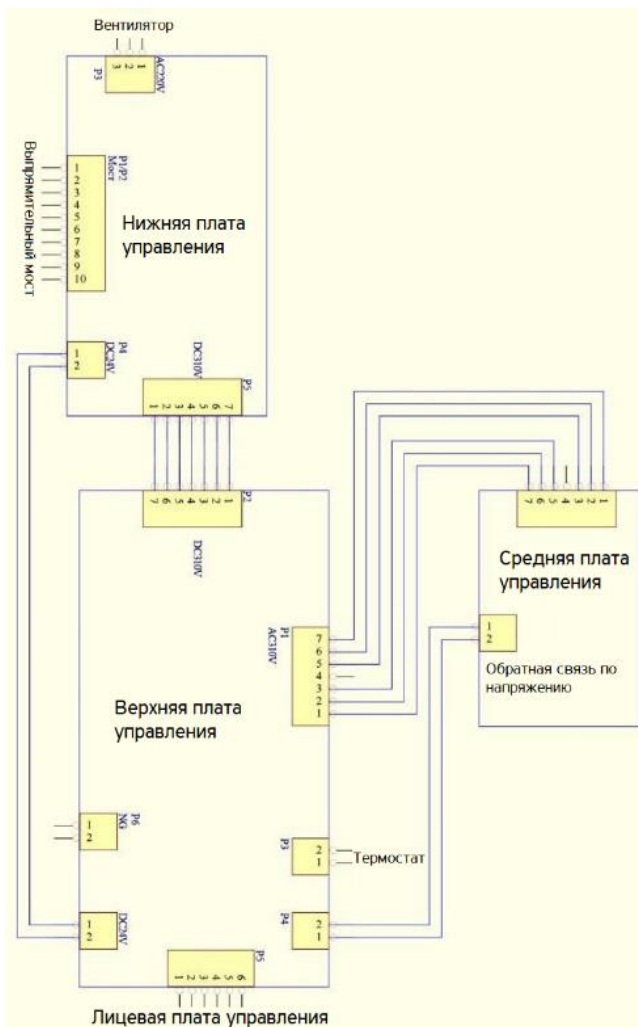 Вентилятор
3 2 1
P3
AC220V
Выпрямительный мост
P1/P2
Мост
1
2
3
4
5
6
7
8
9
10
Нижняя плата
управления
P4
DC24V
1
2
DC310V
P5
1 2 3 4 5 6 7
7 6 5 4 3 2 1
P2
DC310V
7 6 5 4 3 2 1
Средняя плата
управления
1
2
Обратная связь по
напряжению
P1
AC310V
7
6
5
4
3
2
1
Верхняя плата
управления
P6
NG
1
2
P3
2
1
Термостат
DC24V
1
2
P4
2
1
P5
1 2 3 4 5 6
Лицевая плата управления